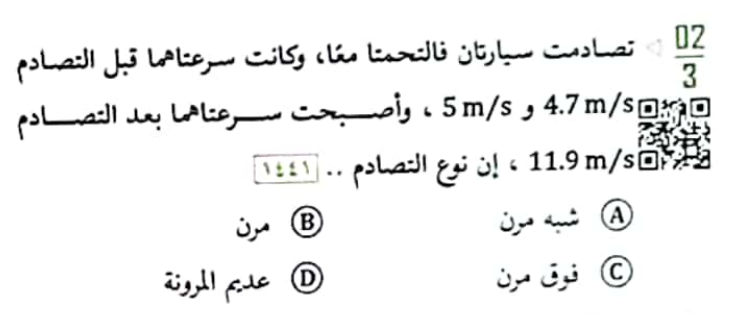 02
3
تصادمت سيارتان فالتحمتا معًا، وكانت سرعتاهما قبل التصادم
4.7 m/s و 5 m/s ، وأصبحت سرعتاهما بعد التصادم
11.9 m/s ، إن نوع التصادم .. ١٤٤١
A شبه مرن
B مرن
C فوق مرن
D عديم المرونة